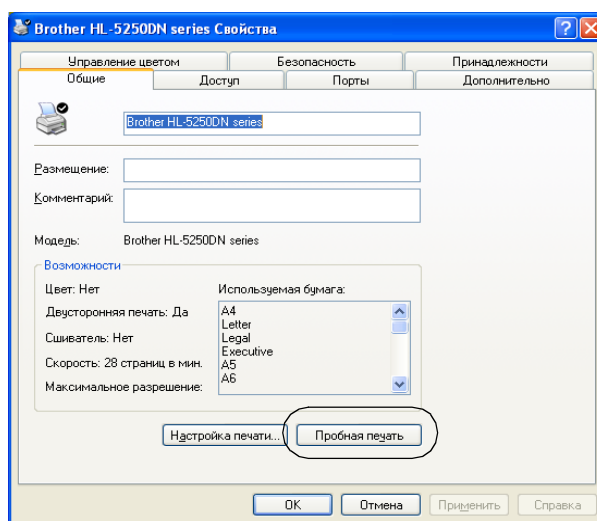 Brother HL-5250DN series Свойства
Управление цветом Безопасность Принадлежности
Общие Доступ Порты Дополнительно
Brother HL-5250DN series
Размещение:
Комментарий:
Модель: Brother HL-5250DN series
Возможности
Цвет: Нет Используемая бумага:
Двусторонняя печать: Да A4
Letter
Сшиватель: Нет Legal
Executive
Скорость: 28 страниц в мин. A5
Максимальное разрешение: A6
Настройка печати... Пробная печать
OK Отмена Применить Справка